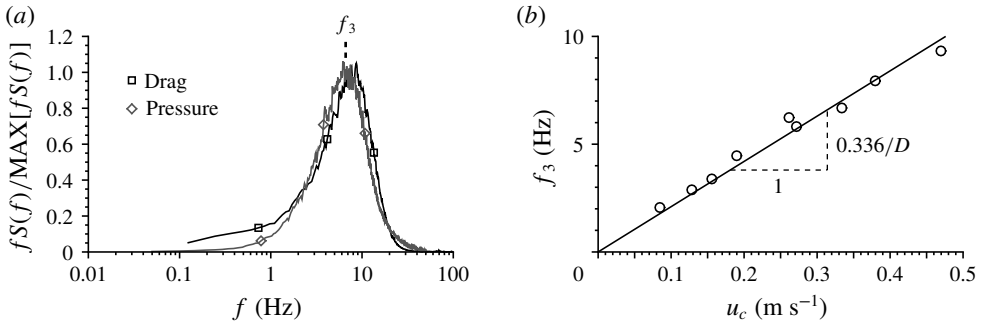 (a)
f₃
1.2
1.0
0.8
0.6
0.4
0.2
0
fS(f)/MAX[fS(f)]
Drag
Pressure
0.01
0.1
1
10
100
f (Hz)
(b)
10
5
0
f₃ (Hz)
0.336/D
1
0.1
0.2
0.3
0.4
0.5
u_c (m s⁻¹)